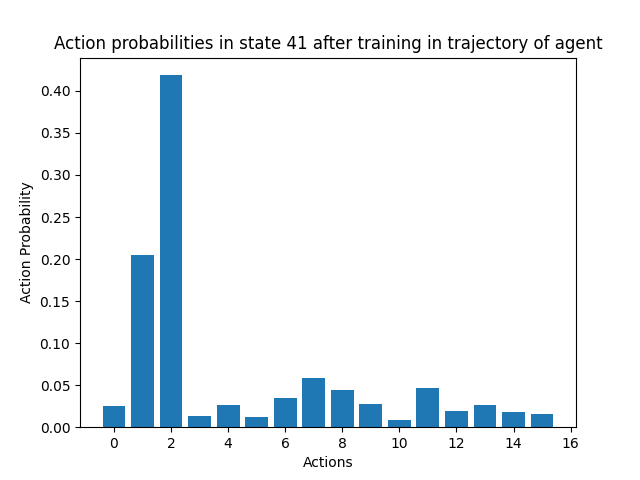 Action probabilities in state 41 after training in trajectory of agent
0.40
0.35
0.30
0.25
0.20
0.15
0.10
0.05
0.00
Action Probability
0 2 4 6 8 10 12 14 16
Actions